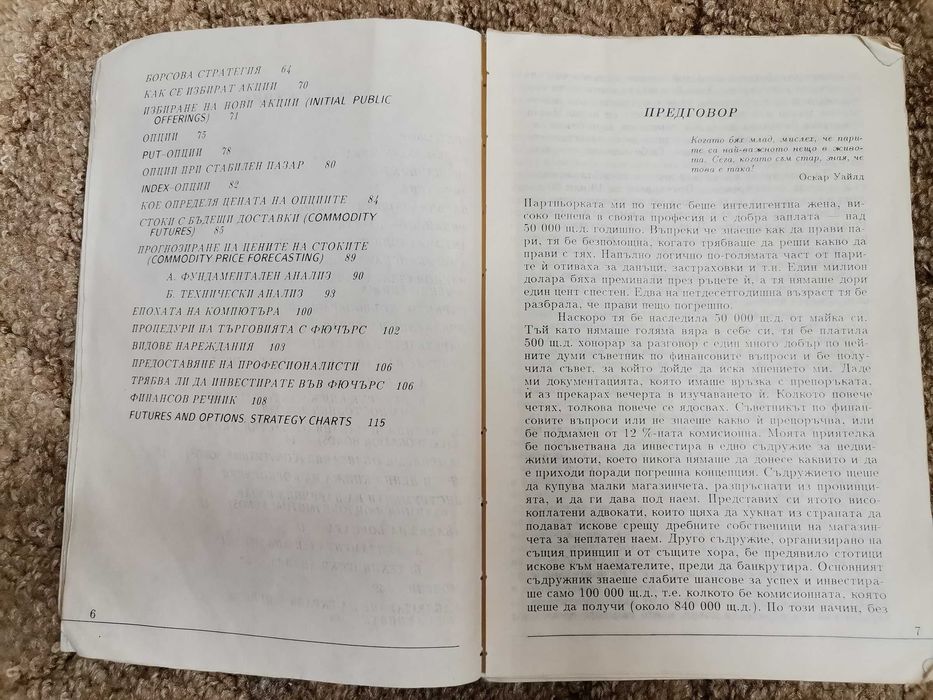 БОРСОВА СТРАТЕГИЯ 64
КАК СЕ ИЗБИРАТ АКЦИИ 70
ИЗБИРАНЕ НА НОВИ АКЦИИ (INITIAL PUBLIC
OFFERINGS) 71
ОПЦИИ 75
PUT-ОПЦИИ 78
ОПЦИИ ПРИ СТАБИЛЕН ПАЗАР 80
INDEX-ОПЦИИ 82
КОЕ ОПРЕДЕЛЯ ЦЕНАТА НА ОПЦИИТЕ 84
СТОКИ С БЪДЕЩИ ДОСТАВКИ (COMMODITY
FUTURES) 85
ПРОГНОЗИРАНЕ НА ЦЕНИТЕ НА СТОКИТЕ
(COMMODITY PRICE FORECASTING) 89
А. ФУНДАМЕНТАЛЕН АНАЛИЗ 90
Б. ТЕХНИЧЕСКИ АНАЛИЗ 93
ЕПОХАТА НА КОМПЮТЪРА 100
ПРОЦЕДУРИ НА ТЪРГОВИЯТА С ФЮЧЪРС 102
ВИДОВЕ НАРЕЖДАНИЯ 103
ПРЕДОСТАВЯНЕ НА ПРОФЕСИОНАЛИСТИ 106
ТРЯБВА ЛИ ДА ИНВЕСТИРАТЕ ВЪВ ФЮЧЪРС 106
ФИНАНСОВ РЕЧНИК 108
FUTURES AND OPTIONS STRATEGY CHARTS 115
6
ПРЕДГОВОР
Когато бях млад, мислех, че пари-
те са най-важното нещо в живо-
та. Сега, когато съм стар, зная, че
това е така!
Оскар Уайлд
Партньорката ми по тенис беше интелигентна жена, ви-
соко ценена в своята професия и с добра заплата — над
50 000 щ.д. годишно. Въпреки че знаеше как да прави па-
ри, тя бе безпомощна, когато трябваше да реши какво да
прави с тях. Напълно логично по-голямата част от пари-
те ѝ отиваха за данъци, застраховки и т.н. Един милион
долара бяха преминали през ръцете ѝ, а тя нямаше дори
един цент спестен. Едва на петдесетгодишна възраст тя бе
разбрала, че прави нещо погрешно.
Наскоро тя бе наследила 50 000 щ.д. от майка си.
Тъй като нямаше голяма вяра в себе си, тя бе платила
500 щ.д. хонорар за разговор с един много добър по ней-
ните думи съветник по финансовите въпроси и бе полу-
чила съвет, за който дойде да иска мнението ми. Даде
ми документацията, която имаше връзка с препоръката,
и аз прекарах вечерта в изучаването ѝ. Колкото повече
четях, толкова повече се ядосвах. Съветникът по финан-
совите въпроси или не знаеше какво ѝ препоръчва, или
бе подмамен от 12 %-ната комисионна. Моята приятелка
бе посъветвана да инвестира в едно съдружие за недви-
жими имоти, което никога нямаше да донесе каквито и да
е приходи поради погрешна концепция. Съдружието щеше
да купува малки магазинчета, разпръснати из провинци-
ята, и да ги дава под наем. Представих си ятото висо-
коплатени адвокати, които щяха да хукнат из страната да
подават искове срещу дребните собственици на магазин-
чета за неплатен наем. Друго съдружие, организирано на
същия принцип и от същите хора, бе предявило стотици
искове към наемателите, преди да банкрутира. Основният
съдружник знаеше слабите шансове за успех и инвестира-
ше само 100 000 щ.д., т.е. колкото бе комисионната, която
щеше да получи (около 840 000 щ.д.). По този начин, без
7